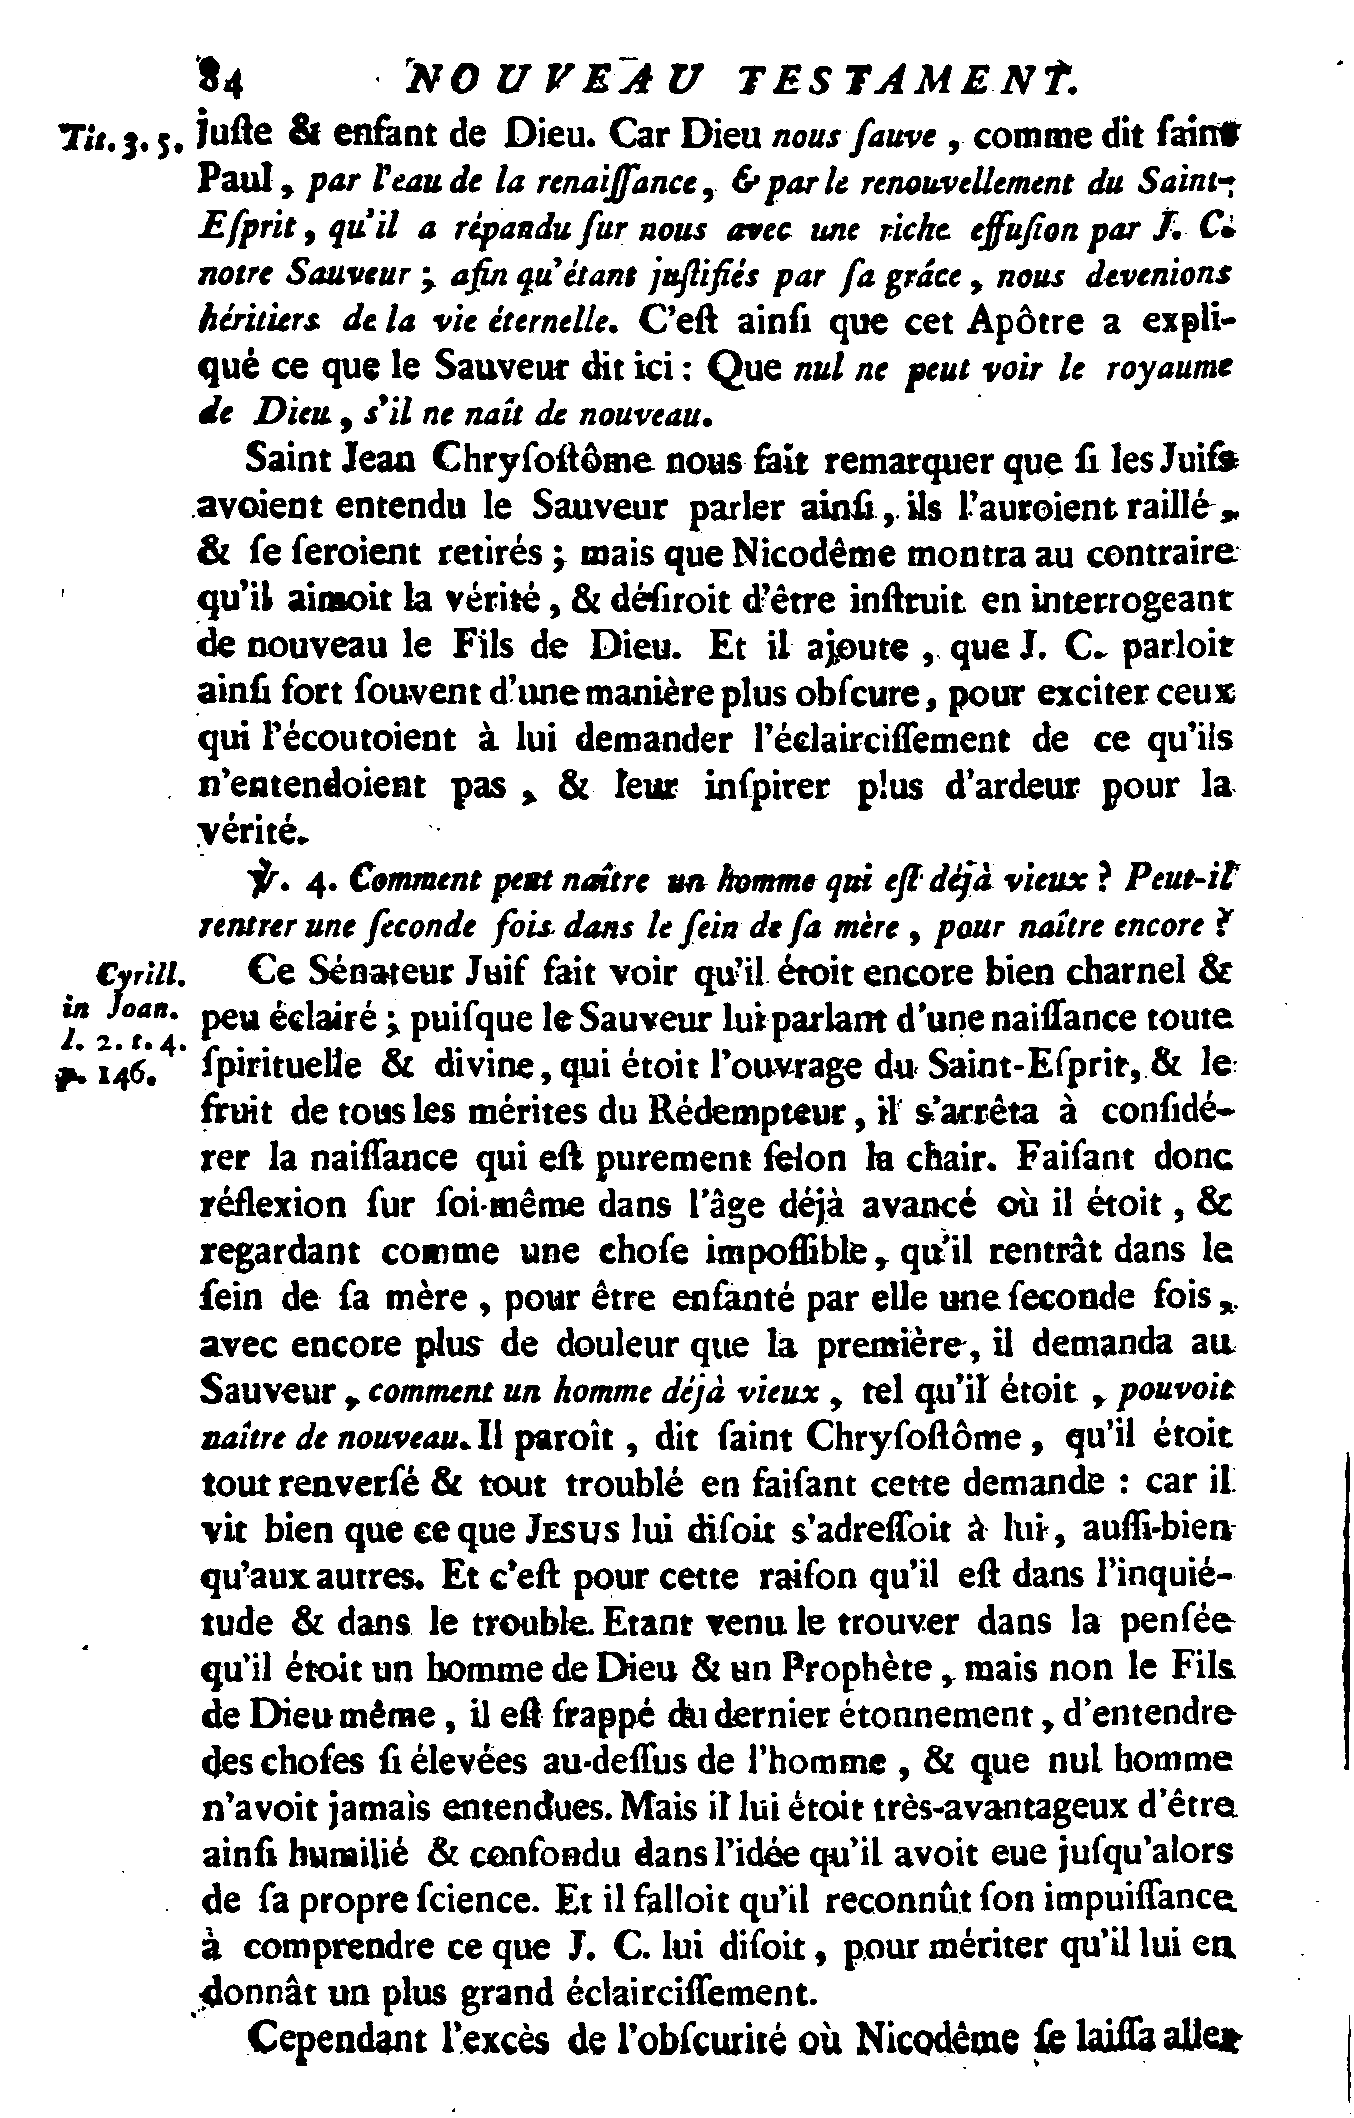 84 NOUVEAU TESTAMENT.
Tit. 3. 5. juſte & enfant de Dieu. Car Dieu nous ſauve, comme dit ſaint
Paul, par l'eau de la renaiſſance, & par le renouvellement du Saint-
Eſprit, qu'il a répandu ſur nous avec une riche effuſion par J. C.
notre Sauveur ; afin qu'étant juſtifiés par ſa grâce, nous devenions
héritiers de la vie éternelle. C'eſt ainſi que cet Apôtre a expli-
qué ce que le Sauveur dit ici : Que nul ne peut voir le royaume
de Dieu, s'il ne naît de nouveau.
Saint Jean Chryſoſtôme nous fait remarquer que ſi les Juifs
avoient entendu le Sauveur parler ainſi, ils l'auroient raillé,
& ſe ſeroient retirés ; mais que Nicodême montra au contraire
qu'il aimoit la vérité, & déſiroit d'être inſtruit en interrogeant
de nouveau le Fils de Dieu. Et il ajoute, que J. C. parloit
ainſi fort ſouvent d'une manière plus obſcure, pour exciter ceux
qui l'écoutoient à lui demander l'éclairciſſement de ce qu'ils
n'entendoient pas, & leur inſpirer plus d'ardeur pour la
vérité.
℣. 4. Comment peut naître un homme qui eſt déjà vieux ? Peut-il
rentrer une ſeconde fois dans le ſein de ſa mère, pour naître encore ?
Cyrill. Ce Sénateur Juif fait voir qu'il étoit encore bien charnel &
in Joan. peu éclairé ; puiſque le Sauveur lui parlant d'une naiſſance toute
l. 2. t. 4. ſpirituelle & divine, qui étoit l'ouvrage du Saint-Eſprit, & le
p. 146. fruit de tous les mérites du Rédempteur, il s'arrêta à conſidé-
rer la naiſſance qui eſt purement ſelon la chair. Faiſant donc
réflexion ſur ſoi-même dans l'âge déjà avancé où il étoit, &
regardant comme une choſe impoſſible, qu'il rentrât dans le
ſein de ſa mère, pour être enfanté par elle une ſeconde fois,
avec encore plus de douleur que la première, il demanda au
Sauveur, comment un homme déjà vieux, tel qu'il étoit, pouvoit
naître de nouveau. Il paroît, dit ſaint Chryſoſtôme, qu'il étoit
tout renverſé & tout troublé en faiſant cette demande : car il
vit bien que ce que JESUS lui diſoit s'adreſſoit à lui, auſſi-bien
qu'aux autres. Et c'eſt pour cette raiſon qu'il eſt dans l'inquié-
tude & dans le trouble. Etant venu le trouver dans la penſée
qu'il étoit un homme de Dieu & un Prophète, mais non le Fils
de Dieu même, il eſt frappé du dernier étonnement, d'entendre
des choſes ſi élevées au-deſſus de l'homme, & que nul homme
n'avoit jamais entendues. Mais il lui étoit très-avantageux d'être
ainſi humilié & confondu dans l'idée qu'il avoit eue juſqu'alors
de ſa propre ſcience. Et il falloit qu'il reconnût ſon impuiſſance
à comprendre ce que J. C. lui diſoit, pour mériter qu'il lui en
donnât un plus grand éclairciſſement.
Cependant l'excès de l'obſcurité où Nicodême ſe laiſſa aller